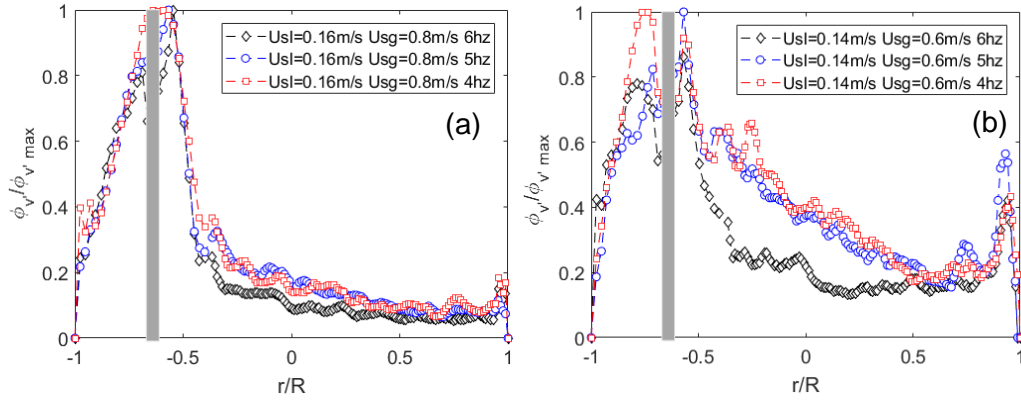 1
0.8
0.6
0.4
0.2
0
ϕv'/ϕv' max
Usl=0.16m/s Usg=0.8m/s 6hz
Usl=0.16m/s Usg=0.8m/s 5hz
Usl=0.16m/s Usg=0.8m/s 4hz
(a)
-1
-0.5
0
0.5
1
r/R
1
0.8
0.6
0.4
0.2
0
ϕv'/ϕv' max
Usl=0.14m/s Usg=0.6m/s 6hz
Usl=0.14m/s Usg=0.6m/s 5hz
Usl=0.14m/s Usg=0.6m/s 4hz
(b)
-1
-0.5
0
0.5
1
r/R